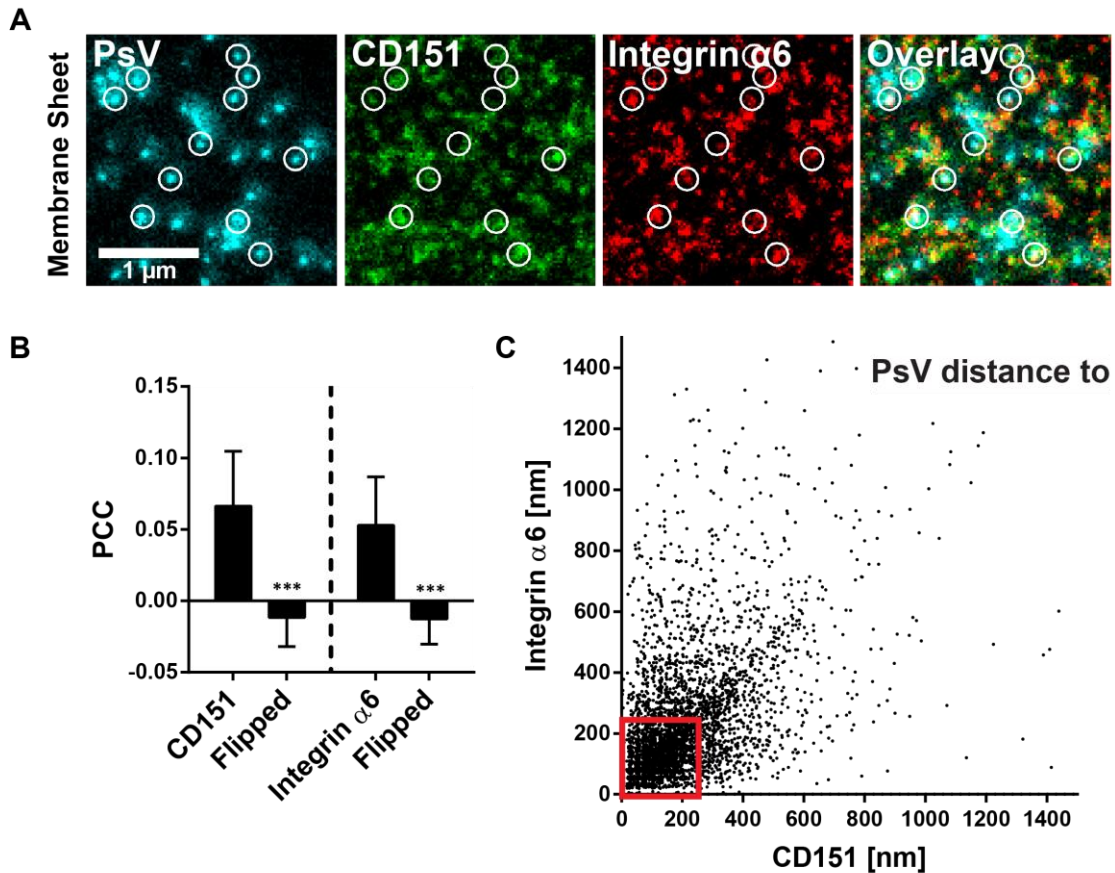 A
PsV
CD151
Integrin α6
Overlay
Membrane Sheet
1 µm
B
PCC
0.15
0.10
0.05
0.00
-0.05
***
***
CD151
Flipped
Integrin α6
Flipped
C
PsV distance to
Integrin α6 [nm]
1400
1200
1000
800
600
400
200
0
0 200 400 600 800 1000 1200 1400
CD151 [nm]